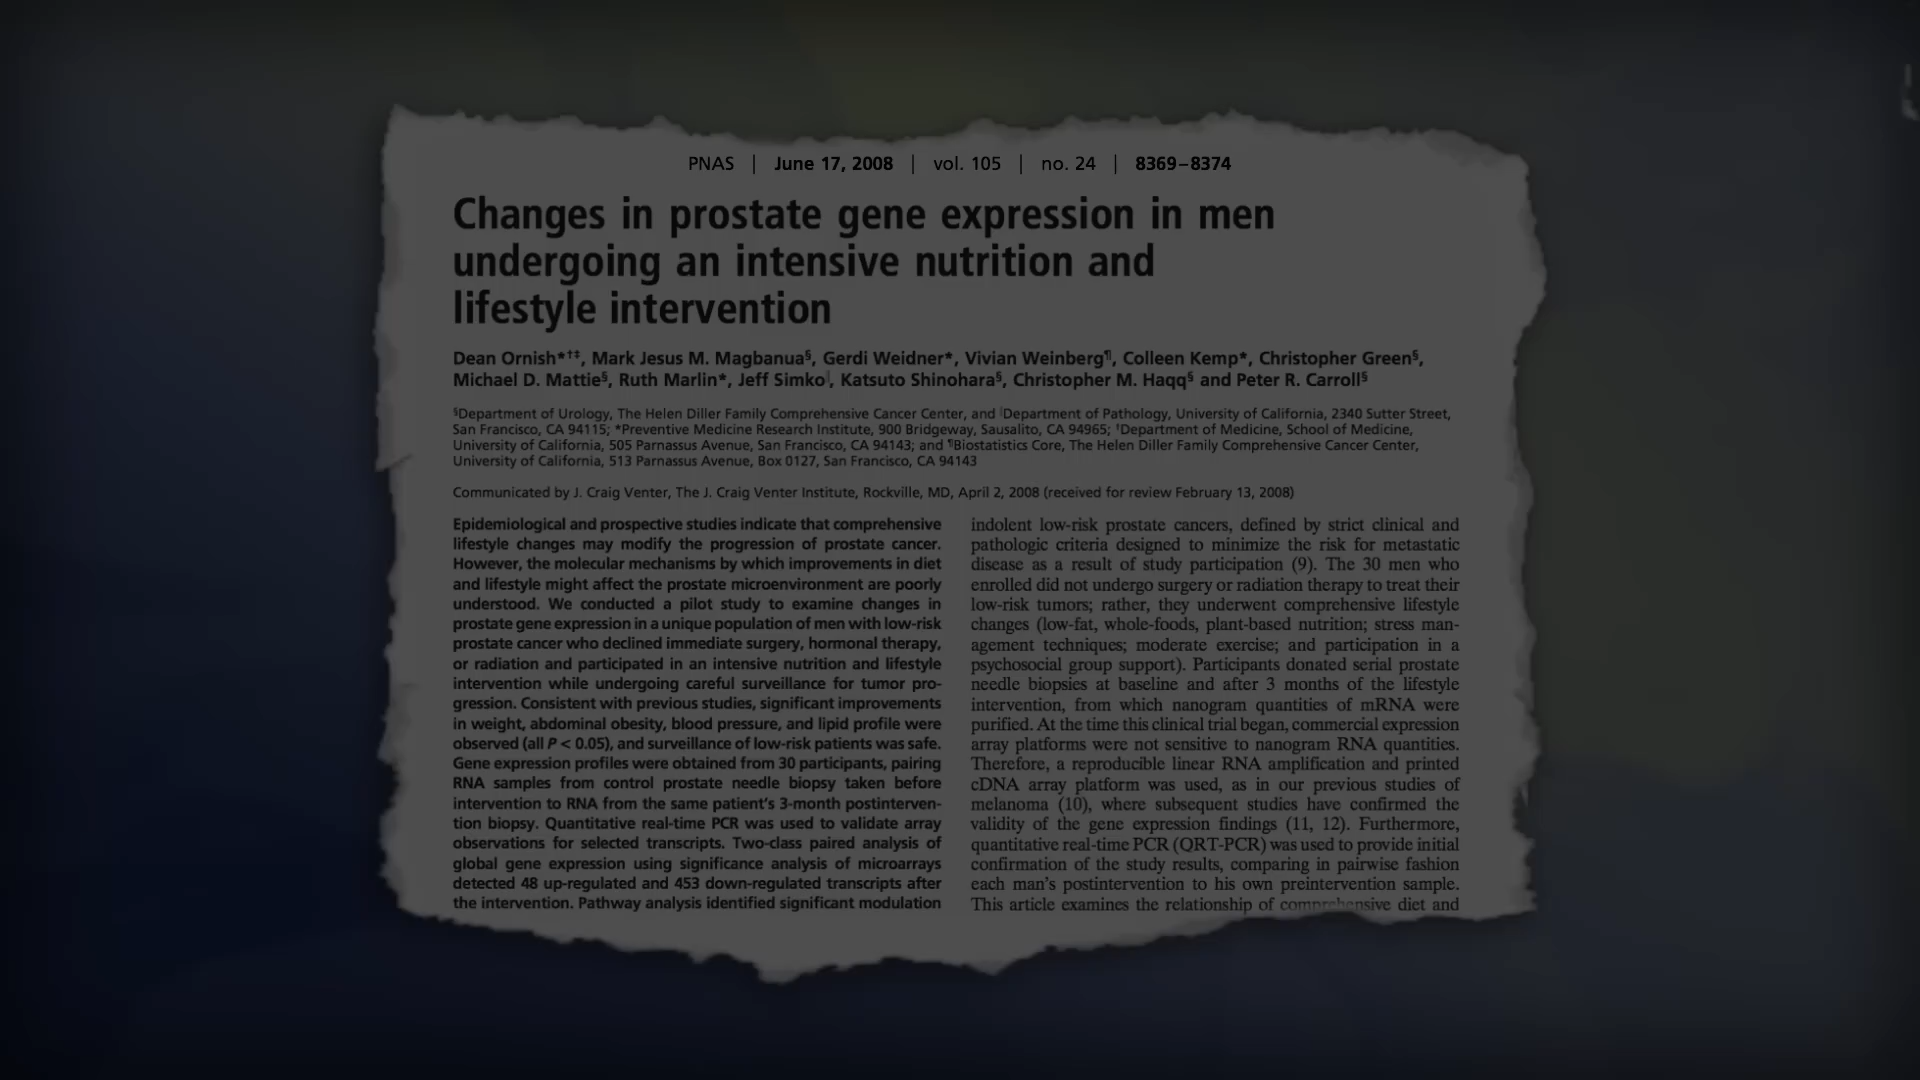 PNAS | June 17, 2008 | vol. 105 | no. 24 | 8369–8374
Changes in prostate gene expression in men
undergoing an intensive nutrition and
lifestyle intervention
Dean Ornish*†‡, Mark Jesus M. Magbanua§, Gerdi Weidner*, Vivian Weinberg¶, Colleen Kemp*, Christopher Green§,
Michael D. Mattie§, Ruth Marlin*, Jeff Simko‖, Katsuto Shinohara§, Christopher M. Haqq§ and Peter R. Carroll§
§Department of Urology, The Helen Diller Family Comprehensive Cancer Center, and ‖Department of Pathology, University of California, 2340 Sutter Street,
San Francisco, CA 94115; *Preventive Medicine Research Institute, 900 Bridgeway, Sausalito, CA 94965; †Department of Medicine, School of Medicine,
University of California, 505 Parnassus Avenue, San Francisco, CA 94143; and ¶Biostatistics Core, The Helen Diller Family Comprehensive Cancer Center,
University of California, 513 Parnassus Avenue, Box 0127, San Francisco, CA 94143
Communicated by J. Craig Venter, The J. Craig Venter Institute, Rockville, MD, April 2, 2008 (received for review February 13, 2008)
Epidemiological and prospective studies indicate that comprehensive
lifestyle changes may modify the progression of prostate cancer.
However, the molecular mechanisms by which improvements in diet
and lifestyle might affect the prostate microenvironment are poorly
understood. We conducted a pilot study to examine changes in
prostate gene expression in a unique population of men with low-risk
prostate cancer who declined immediate surgery, hormonal therapy,
or radiation and participated in an intensive nutrition and lifestyle
intervention while undergoing careful surveillance for tumor pro-
gression. Consistent with previous studies, significant improvements
in weight, abdominal obesity, blood pressure, and lipid profile were
observed (all P < 0.05), and surveillance of low-risk patients was safe.
Gene expression profiles were obtained from 30 participants, pairing
RNA samples from control prostate needle biopsy taken before
intervention to RNA from the same patient's 3-month postinterven-
tion biopsy. Quantitative real-time PCR was used to validate array
observations for selected transcripts. Two-class paired analysis of
global gene expression using significance analysis of microarrays
detected 48 up-regulated and 453 down-regulated transcripts after
the intervention. Pathway analysis identified significant modulation
indolent low-risk prostate cancers, defined by strict clinical and
pathologic criteria designed to minimize the risk for metastatic
disease as a result of study participation (9). The 30 men who
enrolled did not undergo surgery or radiation therapy to treat their
low-risk tumors; rather, they underwent comprehensive lifestyle
changes (low-fat, whole-foods, plant-based nutrition; stress man-
agement techniques; moderate exercise; and participation in a
psychosocial group support). Participants donated serial prostate
needle biopsies at baseline and after 3 months of the lifestyle
intervention, from which nanogram quantities of mRNA were
purified. At the time this clinical trial began, commercial expression
array platforms were not sensitive to nanogram RNA quantities.
Therefore, a reproducible linear RNA amplification and printed
cDNA array platform was used, as in our previous studies of
melanoma (10), where subsequent studies have confirmed the
validity of the gene expression findings (11, 12). Furthermore,
quantitative real-time PCR (QRT-PCR) was used to provide initial
confirmation of the study results, comparing in pairwise fashion
each man's postintervention to his own preintervention sample.
This article examines the relationship of comprehensive diet and